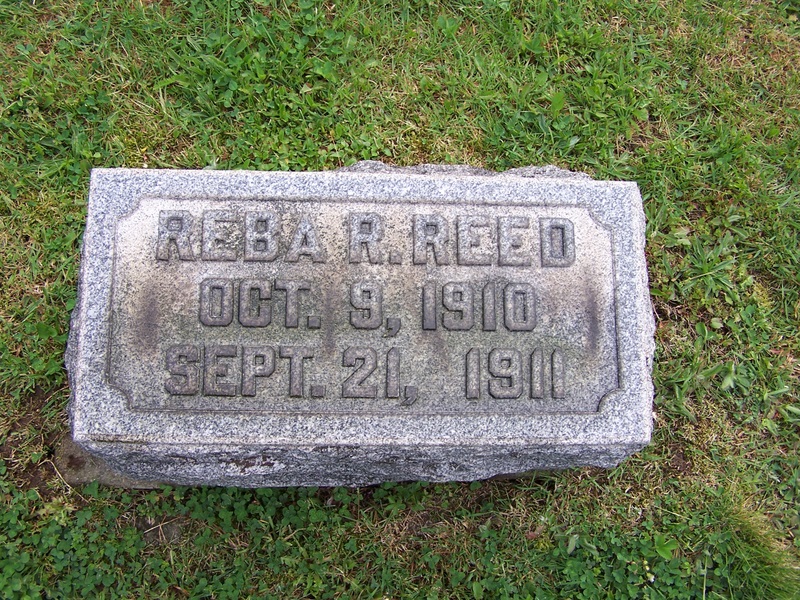 REBA R. REED
OCT. 9, 1910
SEPT. 21, 1911